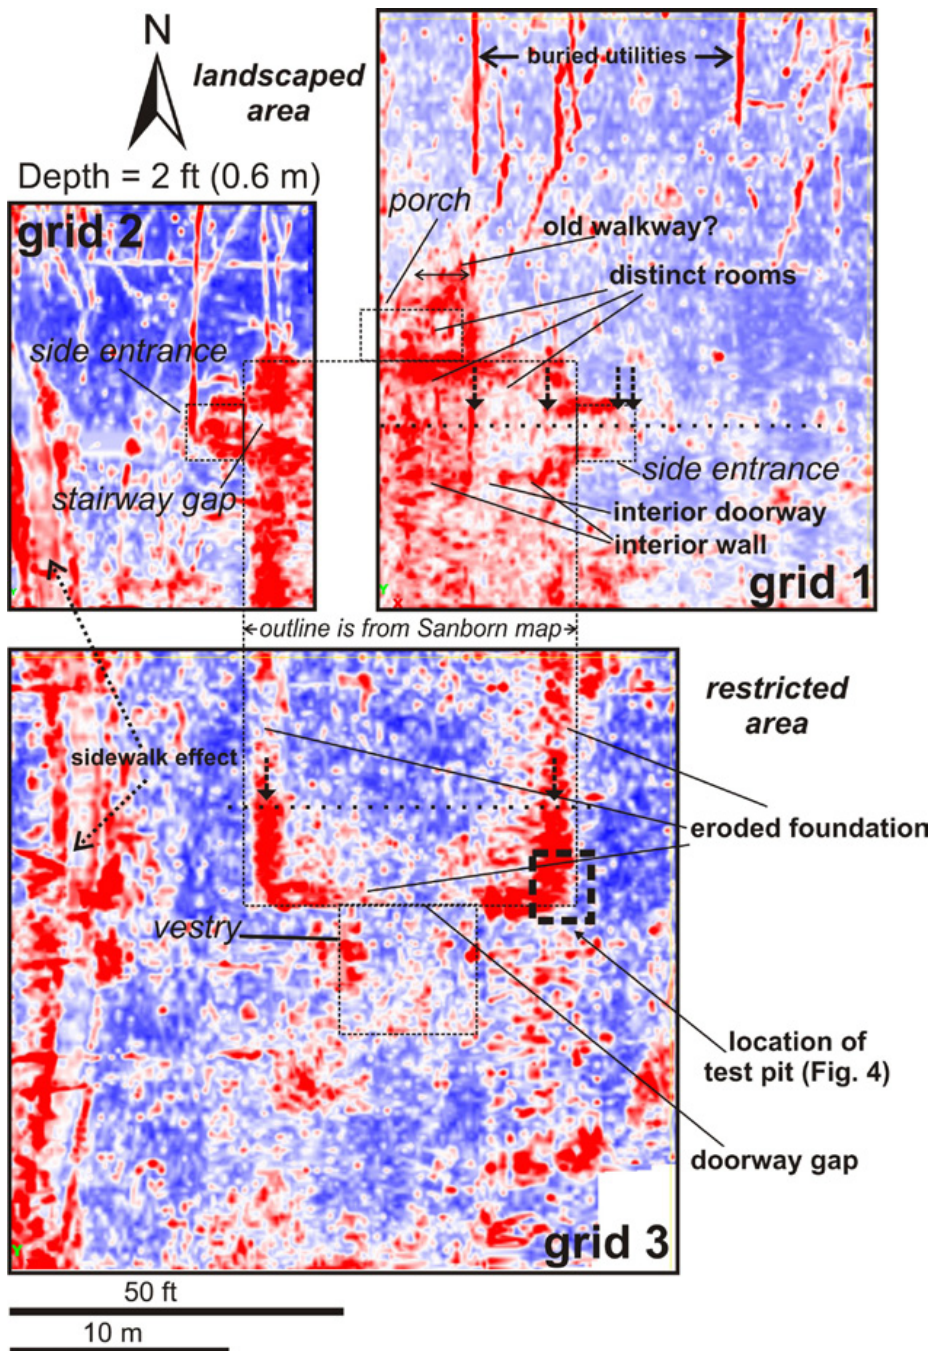 N
landscaped
area
Depth = 2 ft (0.6 m)
grid 2
side entrance
stairway gap
buried utilities
porch
old walkway?
distinct rooms
side entrance
interior doorway
interior wall
grid 1
Y
X
Y
outline is from Sanborn map
restricted
area
sidewalk effect
eroded foundation
vestry
location of
test pit (Fig. 4)
doorway gap
grid 3
Y
50 ft
10 m